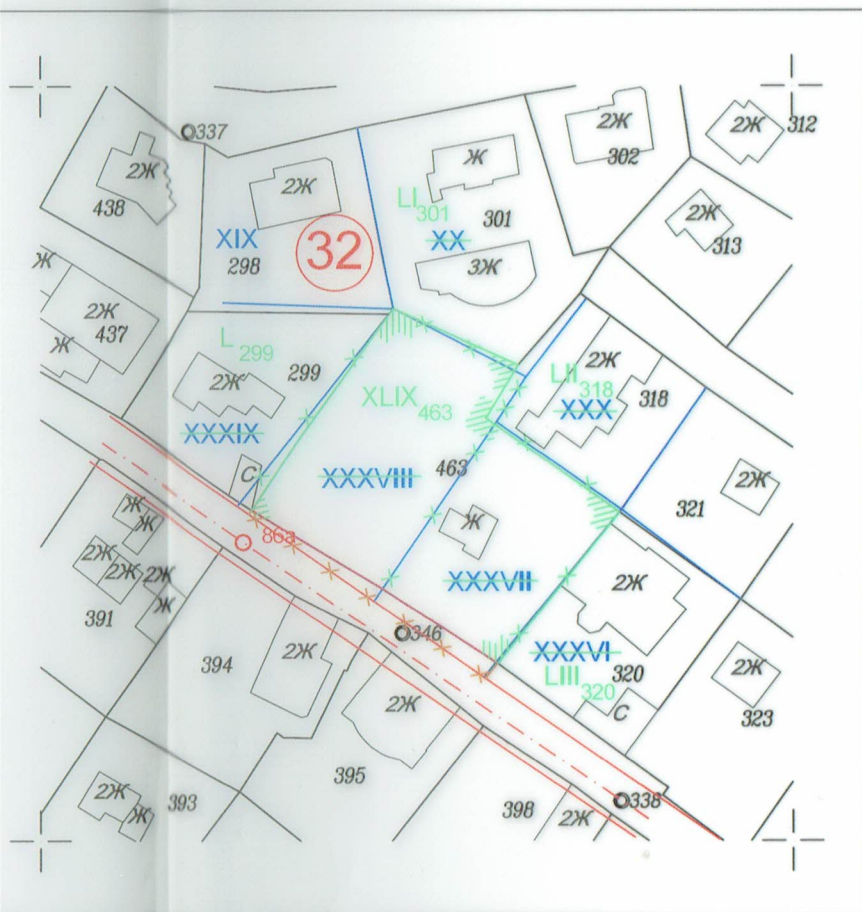 337
2Ж
302
2Ж
312
2Ж
438
2Ж
Ж
LI 301
301
XX
3Ж
XIX
298
32
2Ж
313
Ж
2Ж
437
Ж
L 299
2Ж
299
XXXIX
С
XLIX 463
XXXVIII
463
2Ж
LII 318
XXX
318
2Ж
321
86а
Ж
XXXVII
2Ж
XXXVI
LIII 320
320
С
2Ж
323
346
Ж
Ж
2Ж
2Ж
2Ж
Ж
391
394
2Ж
2Ж
395
2Ж
Ж
393
398
2Ж
338